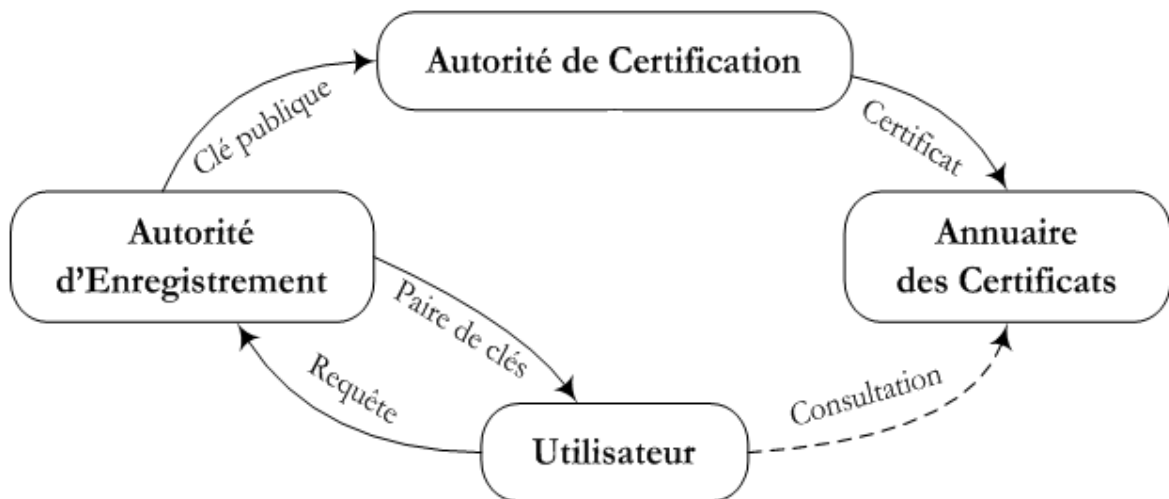 Autorité de Certification
Clé publique
Certificat
Autorité
d'Enregistrement
Annuaire
des Certificats
Paire de clés
Requête
Consultation
Utilisateur